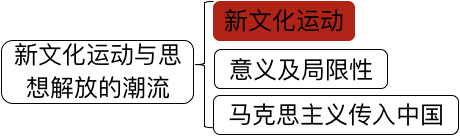 新文化运动与思
想解放的潮流
新文化运动
意义及局限性
马克思主义传入中国